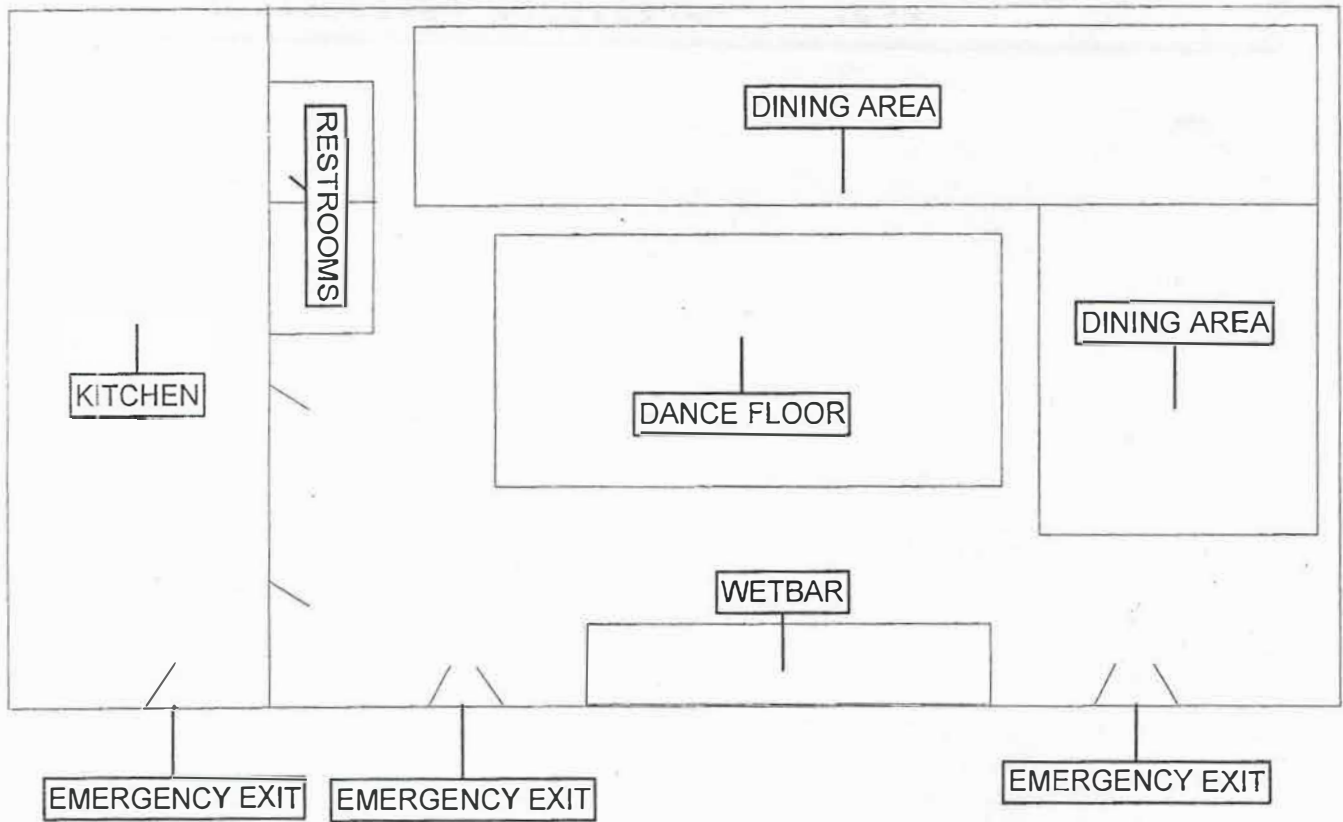 DINING AREA
RESTROOMS
DINING AREA
KITCHEN
DANCE FLOOR
WETBAR
EMERGENCY EXIT
EMERGENCY EXIT
EMERGENCY EXIT